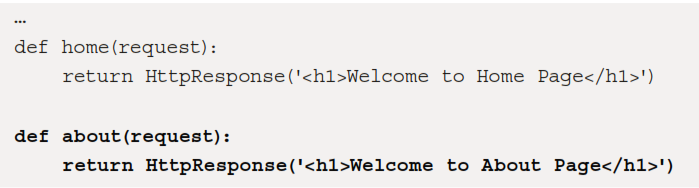 …
def home(request):
    return HttpResponse('<h1>Welcome to Home Page</h1>')

def about(request):
    return HttpResponse('<h1>Welcome to About Page</h1>')